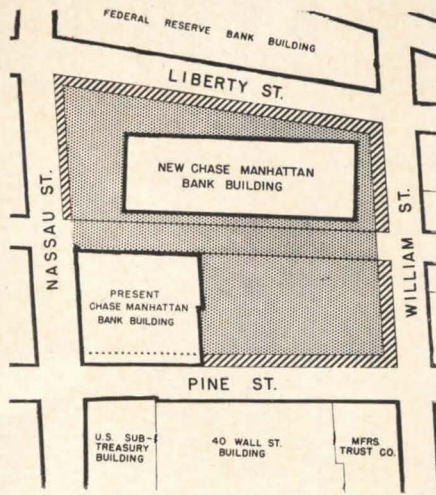 FEDERAL RESERVE BANK BUILDING
LIBERTY ST.
NEW CHASE MANHATTAN
BANK BUILDING
NASSAU ST.
WILLIAM ST.
PRESENT
CHASE MANHATTAN
BANK BUILDING
PINE ST.
U.S. SUB-
TREASURY
BUILDING
40 WALL ST.
BUILDING
MFRS.
TRUST CO.